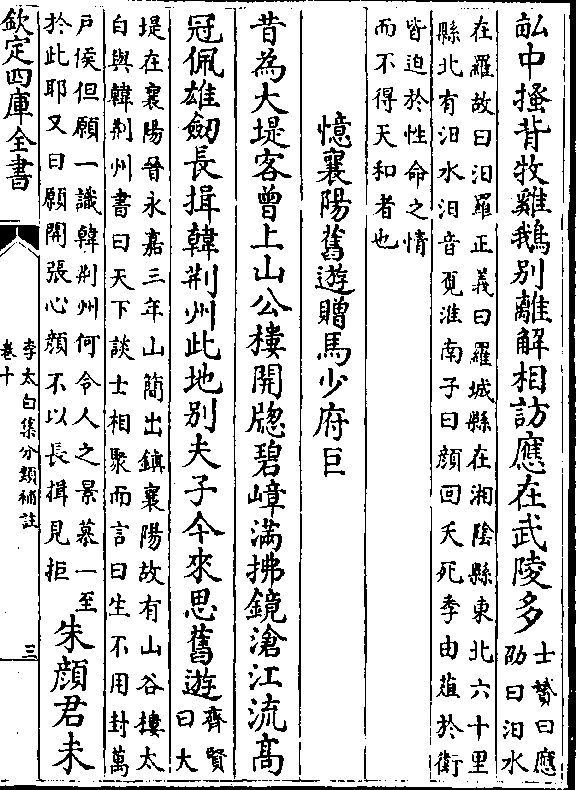 畆中搔背牧雞鵝別離解相訪應在武陵多
士贇曰應
劭曰汨水
在羅故曰汨羅正義曰羅城縣在湘隂縣東北六十里
縣北有汨水汨音覔淮南子曰顔回夭死季由葅於衛
皆迫於性命之情
而不得天和者也
憶襄陽舊遊贈馬少府巨
昔為大堤客曾上山公樓開牕碧嶂滿拂鏡滄江流髙
冠佩雄劒長揖韓荆州此地別夫子今來思舊遊
齊賢
曰大
堤在襄陽晉永嘉三年山簡出鎮襄陽故有山谷樓太
白與韓荆州書曰天下談士相聚而言曰生不用封萬
戸侯但願一識韓荆州何令人之景慕一至
於此耶又曰願開張心顔不以長揖見拒
朱顔君未
欽定四庫全書
李太白集分類補註
卷十
三